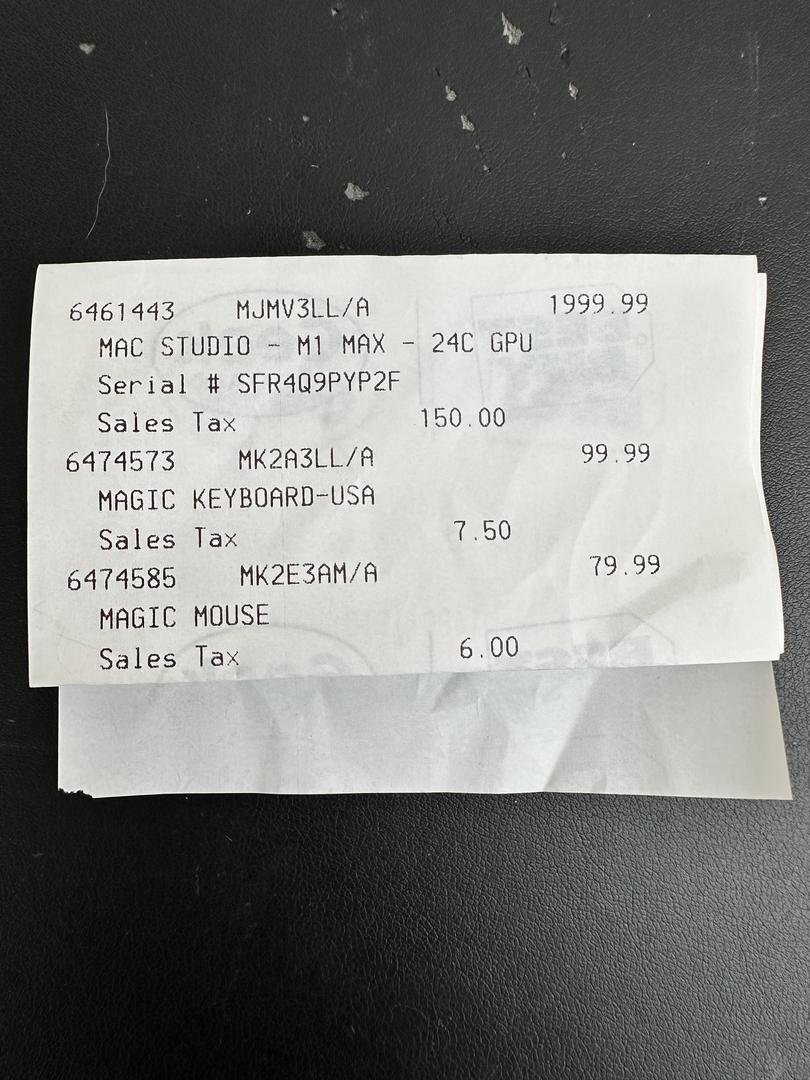 6461443 MJMV3LL/A 1999.99
MAC STUDIO - M1 MAX - 24C GPU
Serial # SFR4Q9PYP2F
Sales Tax 150.00
6474573 MK2A3LL/A 99.99
MAGIC KEYBOARD-USA
Sales Tax 7.50
6474585 MK2E3AM/A 79.99
MAGIC MOUSE
Sales Tax 6.00